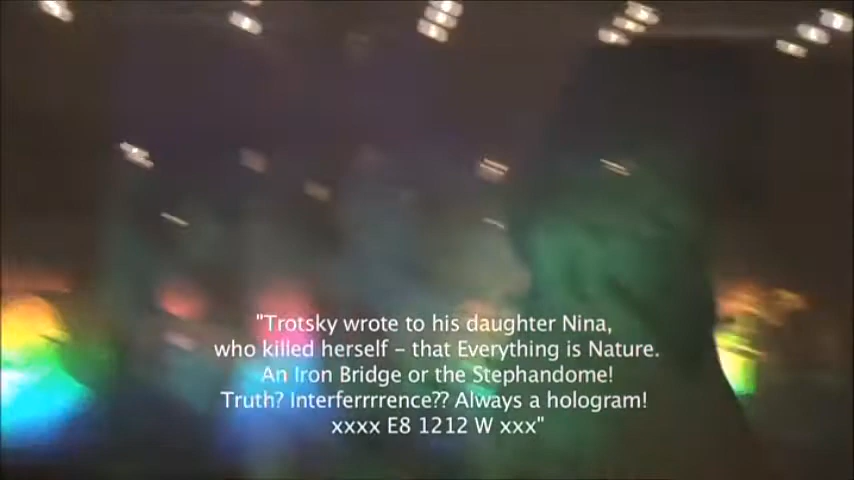 "Trotsky wrote to his daughter Nina,
who killed herself – that Everything is Nature.
An Iron Bridge or the Stephandome!
Truth? Interferrrrence?? Always a hologram!
xxxx E8 1212 W xxx"